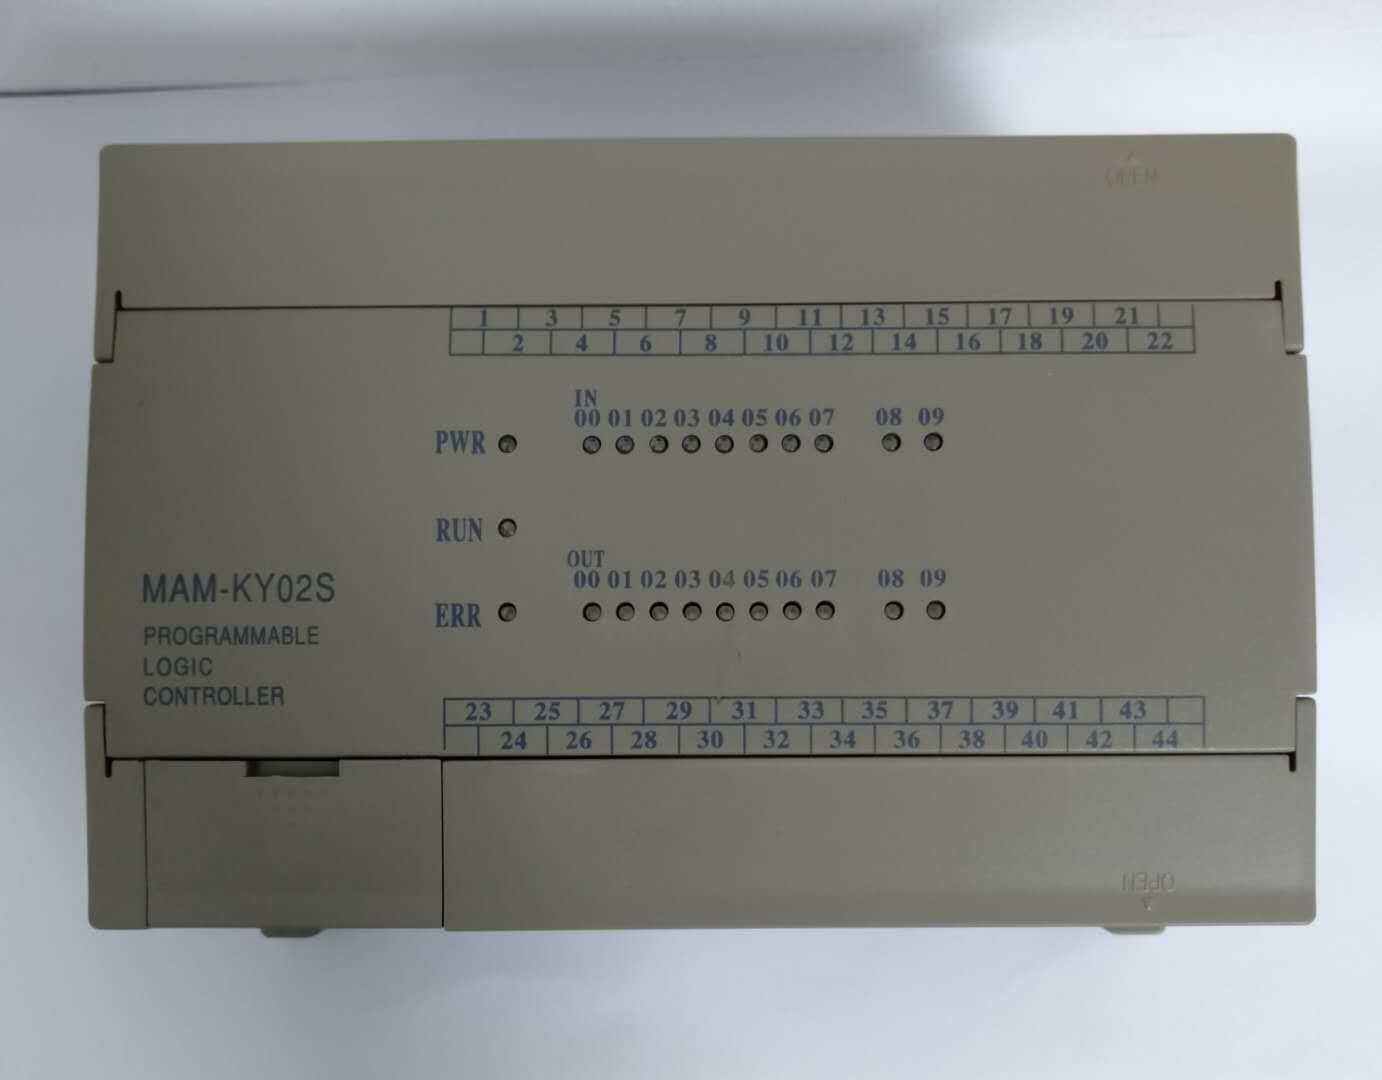 OPEN
1 3 5 7 9 11 13 15 17 19 21
2 4 6 8 10 12 14 16 18 20 22
IN
00 01 02 03 04 05 06 07 08 09
PWR
RUN
OUT
00 01 02 03 04 05 06 07 08 09
ERR
MAM-KY02S
PROGRAMMABLE
LOGIC
CONTROLLER
23 25 27 29 31 33 35 37 39 41 43
24 26 28 30 32 34 36 38 40 42 44
OPEN